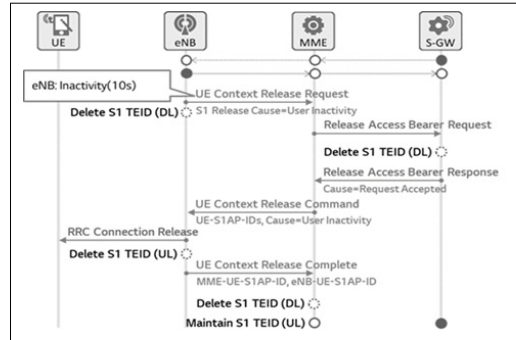 UE
eNB
MME
S-GW
eNB: Inactivity(10s)
UE Context Release Request
Delete S1 TEID (DL)
S1 Release Cause=User Inactivity
Release Access Bearer Request
Delete S1 TEID (DL)
Release Access Bearer Response
Cause=Request Accepted
UE Context Release Command
UE-S1AP-IDs, Cause=User Inactivity
RRC Connection Release
Delete S1 TEID (UL)
UE Context Release Complete
MME-UE-S1AP-ID, eNB-UE-S1AP-ID
Delete S1 TEID (DL)
Maintain S1 TEID (UL)